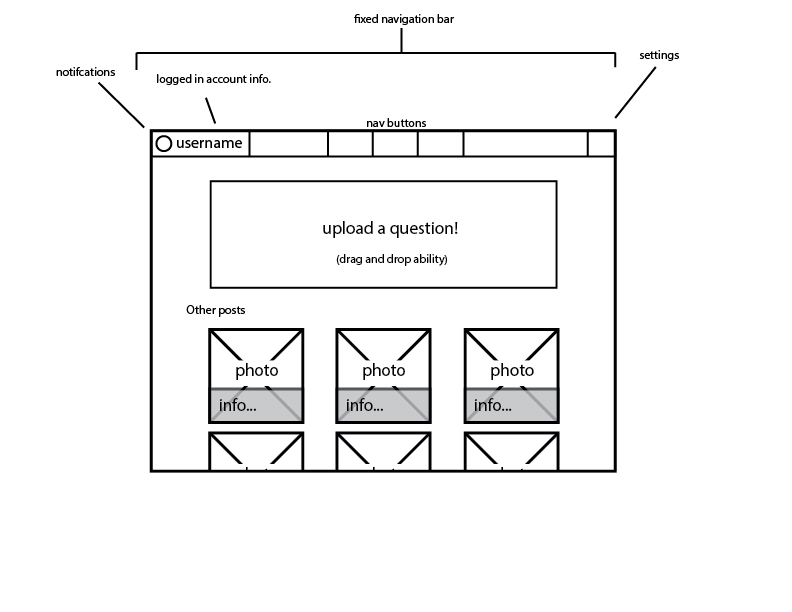 fixed navigation bar
settings
notifcations
logged in account info.
nav buttons
username
upload a question!
(drag and drop ability)
Other posts
photo
photo
photo
info...
info...
info...